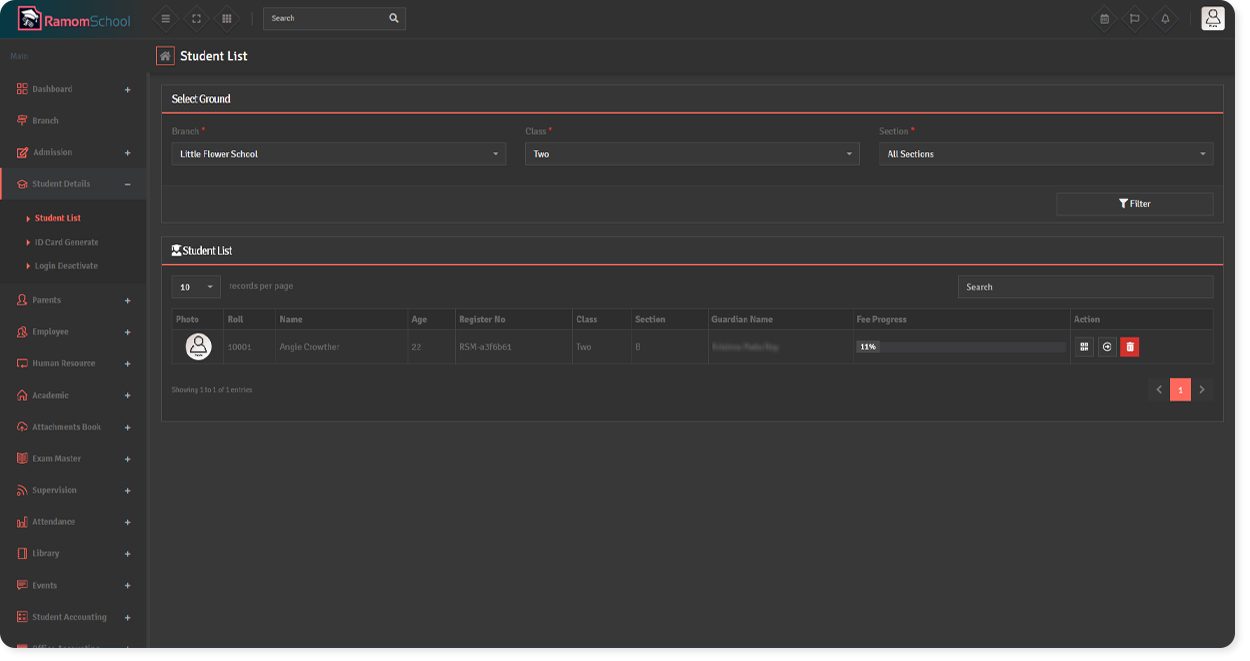 RamomSchool
Search
Main
Student List
Dashboard
Branch
Admission
Student Details
Student List
ID Card Generate
Login Deactivate
Parents
Employee
Human Resource
Academic
Attachments Book
Exam Master
Supervision
Attendance
Library
Events
Student Accounting
Office Accounting
Select Ground
Branch * Class * Section *
Little Flower School Two All Sections
Filter
Student List
10 records per page Search
Photo Roll Name Age Register No Class Section Guardian Name Fee Progress Action
10001 Angie Crowther 22 RSM-a3f6b61 Two B 11%
Showing 1 to 1 of 1 entries
1